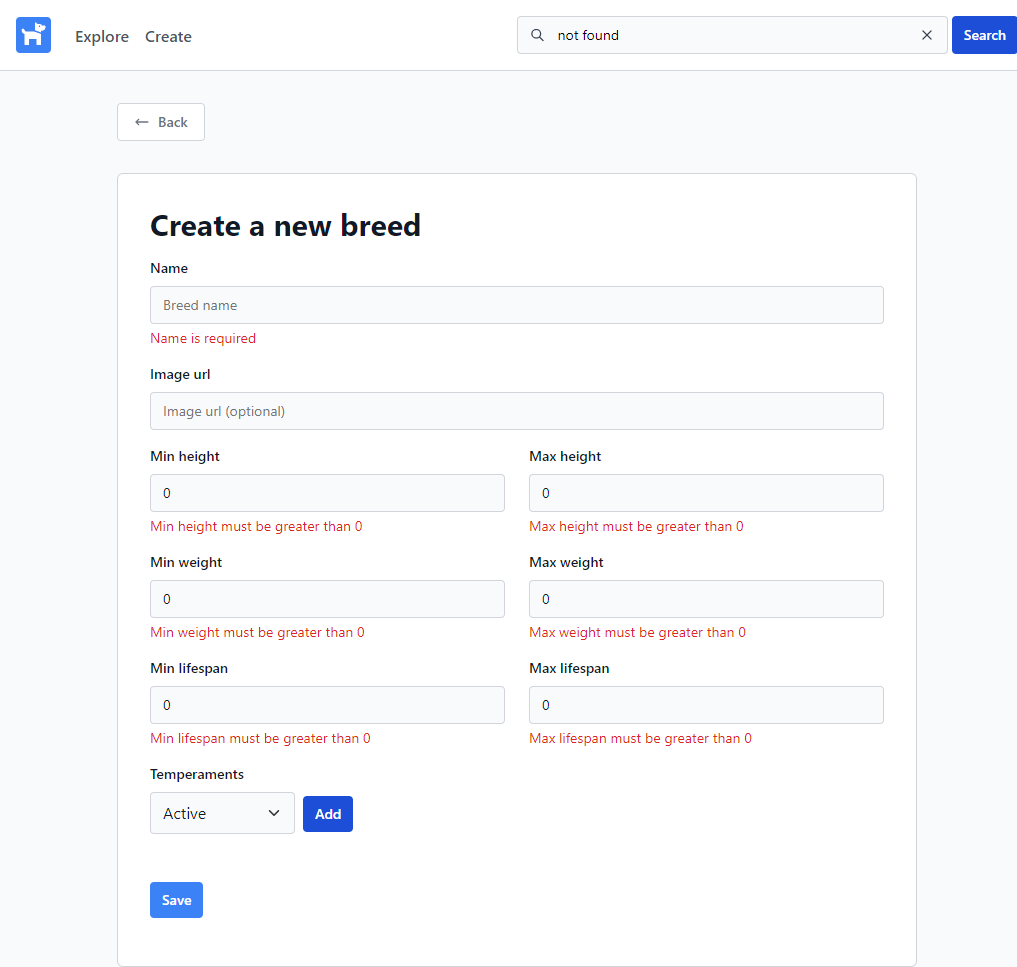 Explore Create not found Search
Back
Create a new breed
Name
Breed name
Name is required
Image url
Image url (optional)
Min height Max height
0 0
Min height must be greater than 0 Max height must be greater than 0
Min weight Max weight
0 0
Min weight must be greater than 0 Max weight must be greater than 0
Min lifespan Max lifespan
0 0
Min lifespan must be greater than 0 Max lifespan must be greater than 0
Temperaments
Active Add
Save